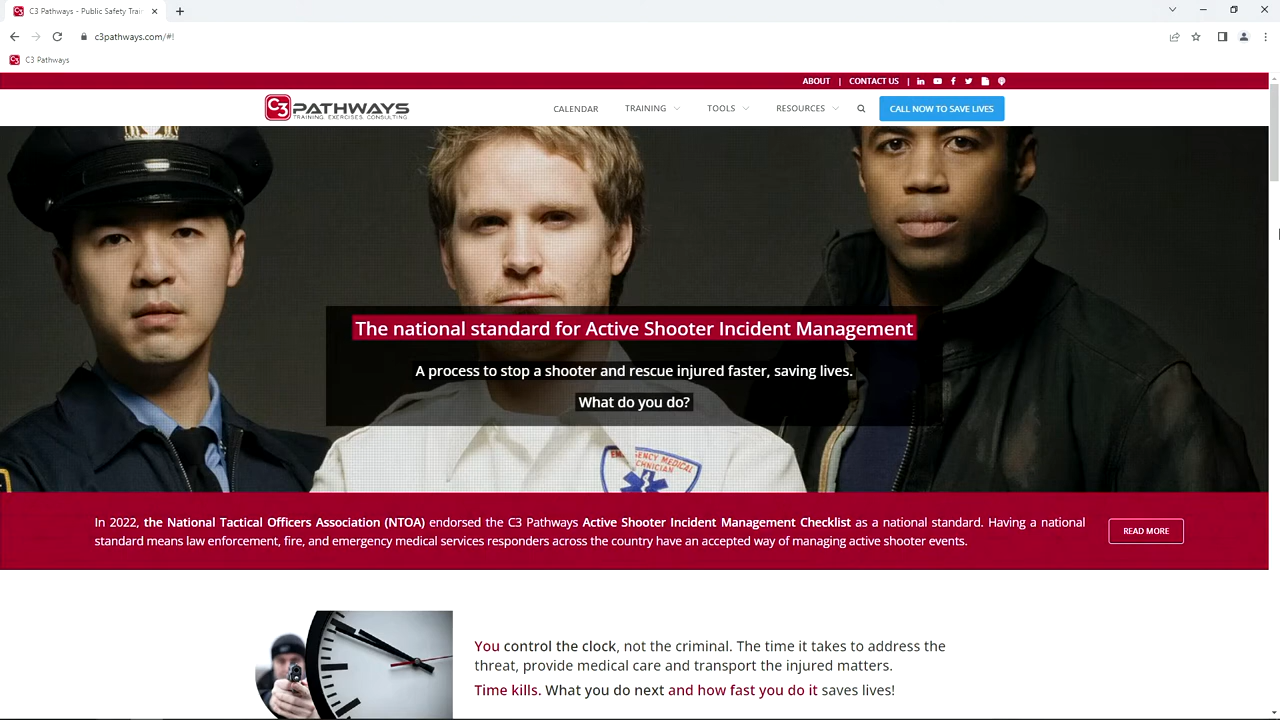 C3 Pathways - Public Safety Trai
c3pathways.com/#!
C3 Pathways
ABOUT | CONTACT US |
C3 PATHWAYS
TRAINING. EXERCISES. CONSULTING.
CALENDAR TRAINING TOOLS RESOURCES CALL NOW TO SAVE LIVES
The national standard for Active Shooter Incident Management
A process to stop a shooter and rescue injured faster, saving lives.
What do you do?
EMERGENCY MEDICAL
TECHNICIAN
In 2022, the National Tactical Officers Association (NTOA) endorsed the C3 Pathways Active Shooter Incident Management Checklist as a national standard. Having a national
standard means law enforcement, fire, and emergency medical services responders across the country have an accepted way of managing active shooter events.
READ MORE
You control the clock, not the criminal. The time it takes to address the
threat, provide medical care and transport the injured matters.
Time kills. What you do next and how fast you do it saves lives!